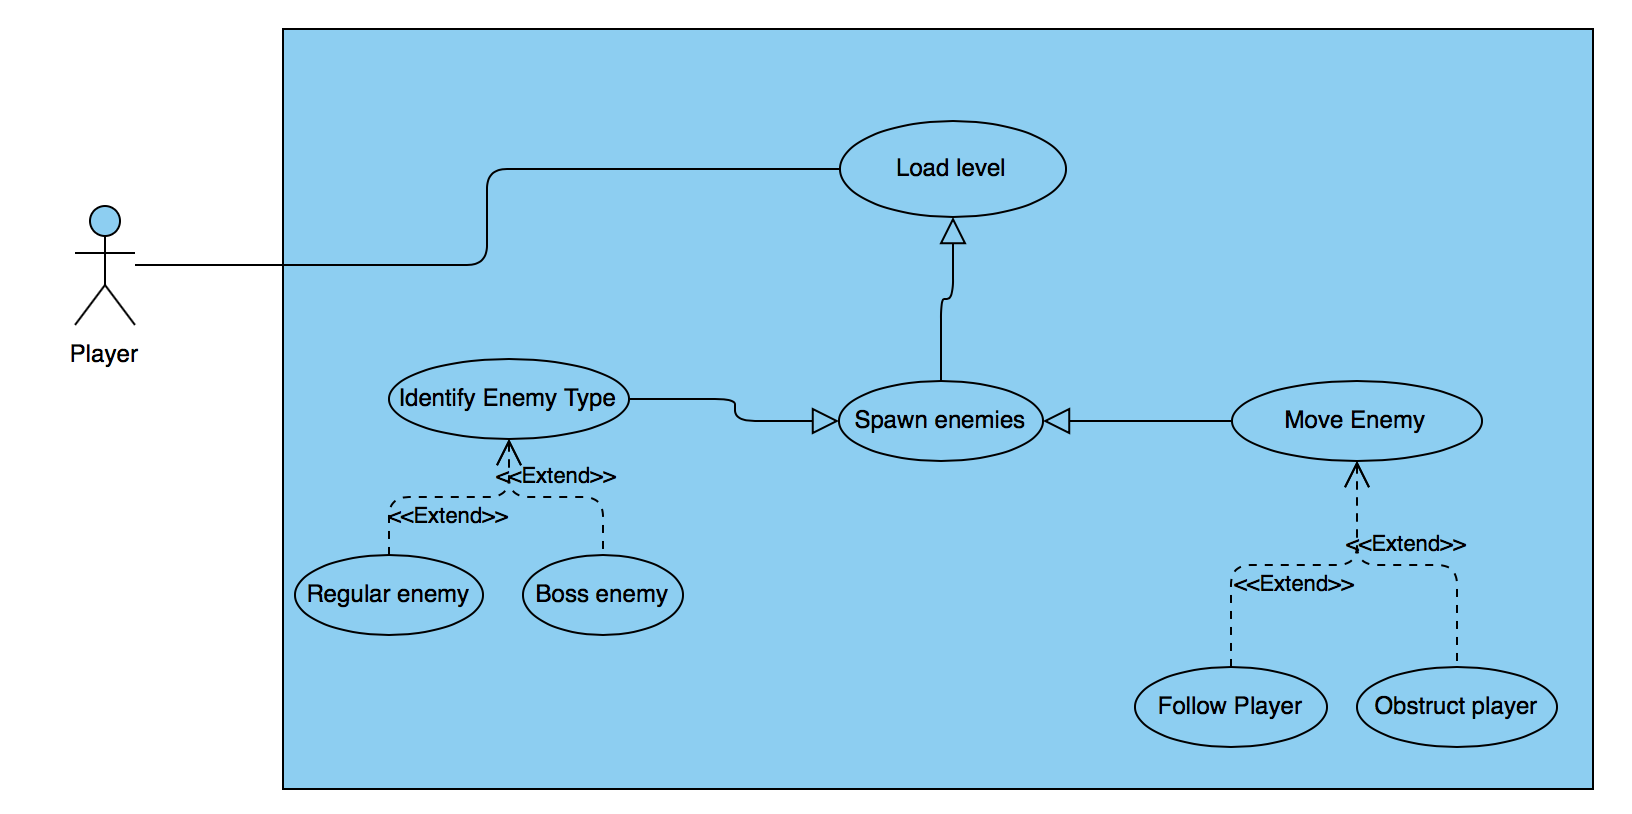 Load level
Player
Identify Enemy Type
Spawn enemies
Move Enemy
<<Extend>>
<<Extend>>
Regular enemy
Boss enemy
<<Extend>>
<<Extend>>
Follow Player
Obstruct player